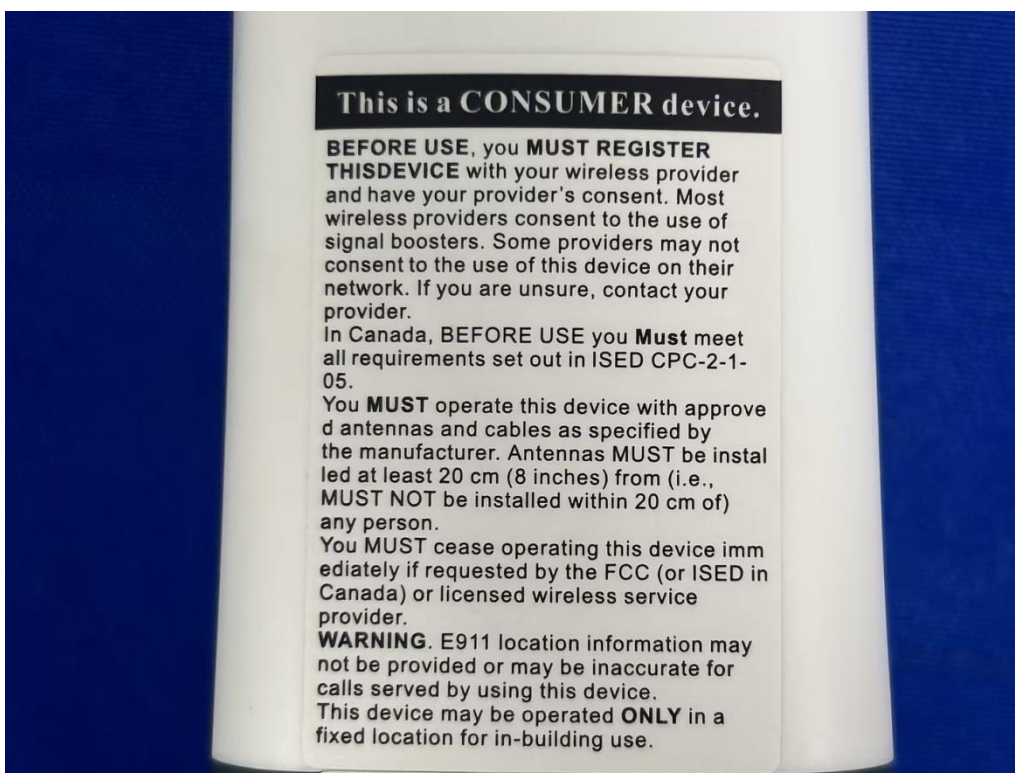 This is a CONSUMER device.
BEFORE USE, you MUST REGISTER
THISDEVICE with your wireless provider
and have your provider's consent. Most
wireless providers consent to the use of
signal boosters. Some providers may not
consent to the use of this device on their
network. If you are unsure, contact your
provider.
In Canada, BEFORE USE you Must meet
all requirements set out in ISED CPC-2-1-
05.
You MUST operate this device with approve
d antennas and cables as specified by
the manufacturer. Antennas MUST be instal
led at least 20 cm (8 inches) from (i.e.,
MUST NOT be installed within 20 cm of)
any person.
You MUST cease operating this device imm
ediately if requested by the FCC (or ISED in
Canada) or licensed wireless service
provider.
WARNING. E911 location information may
not be provided or may be inaccurate for
calls served by using this device.
This device may be operated ONLY in a
fixed location for in-building use.